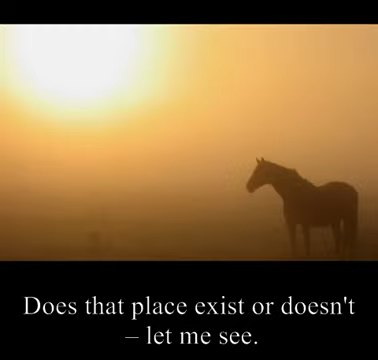 Does that place exist or doesn't
– let me see.